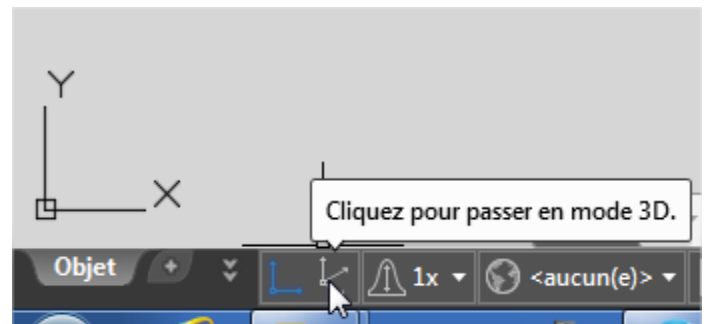 Y
X
Cliquez pour passer en mode 3D.
Objet + 1x <aucun(e)>